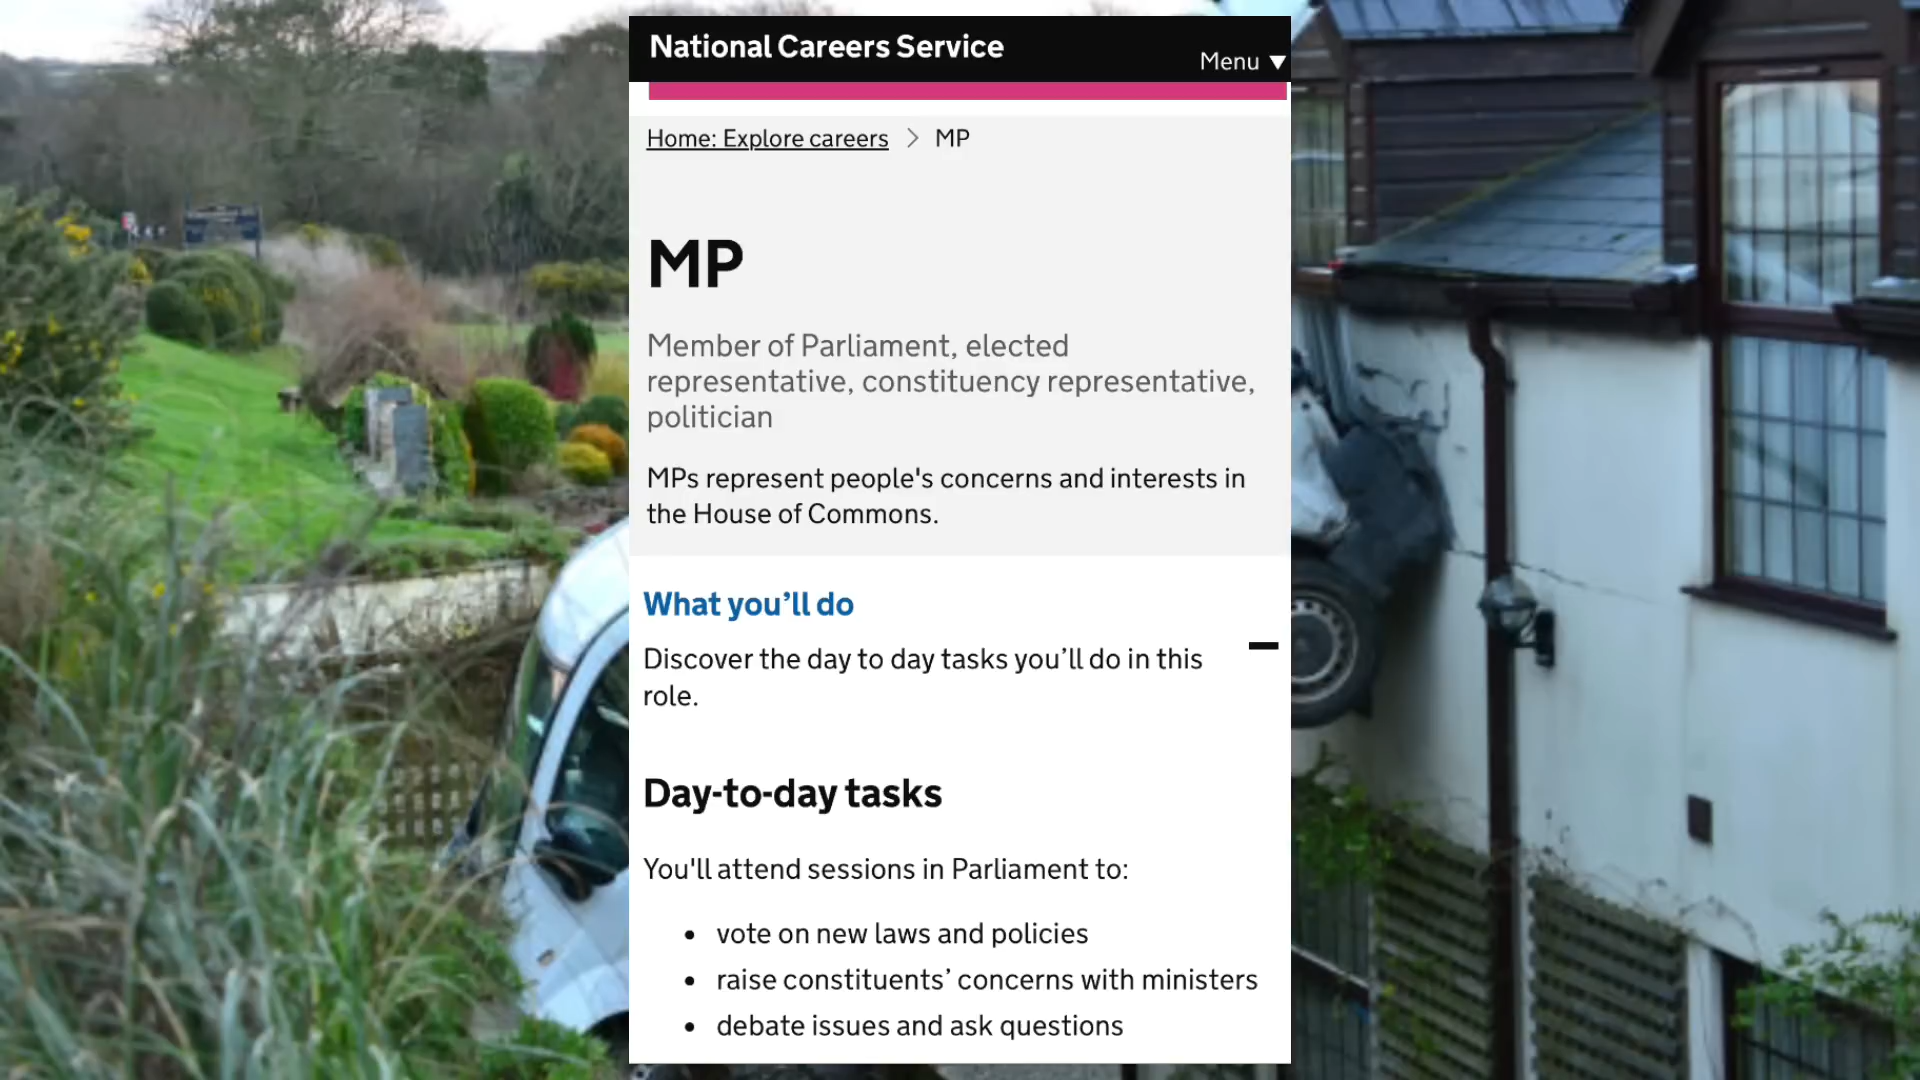 National Careers Service
Menu ▼
Home: Explore careers > MP
MP
Member of Parliament, elected
representative, constituency representative,
politician
MPs represent people's concerns and interests in
the House of Commons.
What you’ll do
Discover the day to day tasks you’ll do in this
role.
Day-to-day tasks
You'll attend sessions in Parliament to:
• vote on new laws and policies
• raise constituents’ concerns with ministers
• debate issues and ask questions